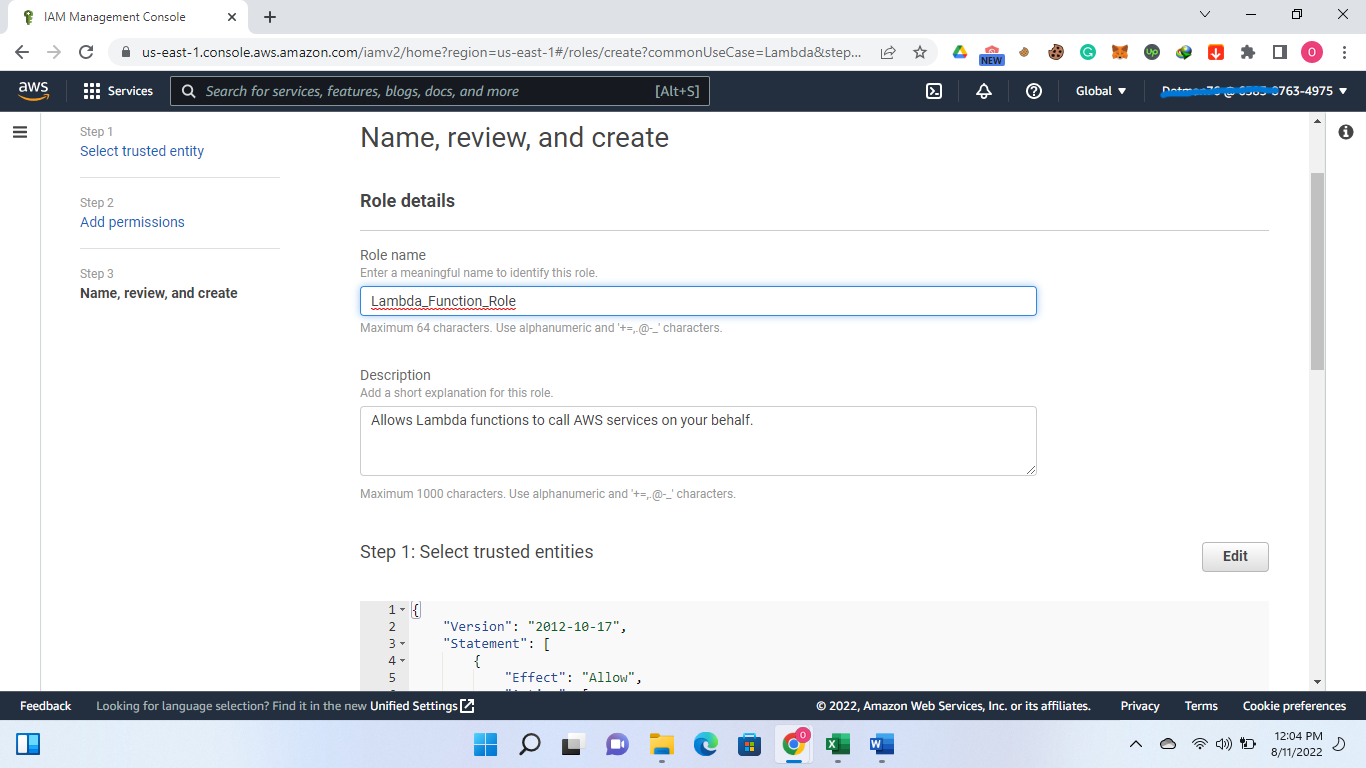 IAM Management Console
us-east-1.console.aws.amazon.com/iamv2/home?region=us-east-1#/roles/create?commonUseCase=Lambda&step...
NEW
Up
O
aws
Services
Search for services, features, blogs, docs, and more
[Alt+S]
Global
763-4975
Step 1
Select trusted entity
Step 2
Add permissions
Step 3
Name, review, and create
Name, review, and create
Role details
Role name
Enter a meaningful name to identify this role.
Lambda_Function_Role
Maximum 64 characters. Use alphanumeric and '+=,.@-_' characters.
Description
Add a short explanation for this role.
Allows Lambda functions to call AWS services on your behalf.
Maximum 1000 characters. Use alphanumeric and '+=,.@-_' characters.
Step 1: Select trusted entities
Edit
1 {
2 "Version": "2012-10-17",
3 "Statement": [
4 {
5 "Effect": "Allow",
Feedback
Looking for language selection? Find it in the new Unified Settings
© 2022, Amazon Web Services, Inc. or its affiliates.
Privacy
Terms
Cookie preferences
12:04 PM
8/11/2022